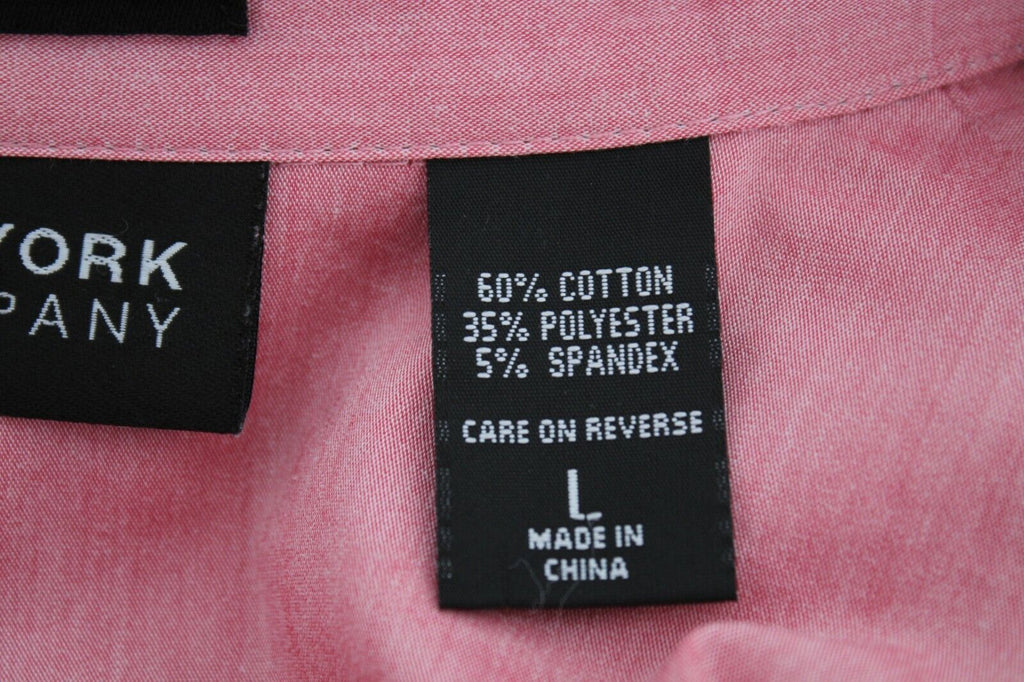 YORK
PANY
60% COTTON
35% POLYESTER
5% SPANDEX
CARE ON REVERSE
L
MADE IN
CHINA